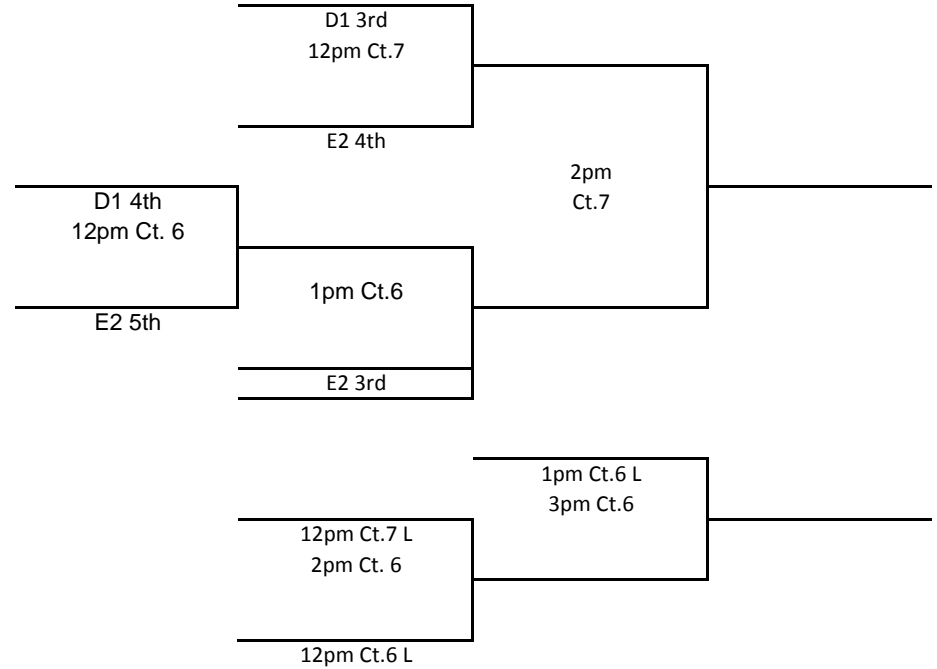 D1 3rd
12pm Ct.7
E2 4th
2pm
Ct.7
D1 4th
12pm Ct. 6
1pm Ct.6
E2 5th
E2 3rd
1pm Ct.6 L
3pm Ct.6
12pm Ct.7 L
2pm Ct. 6
12pm Ct.6 L